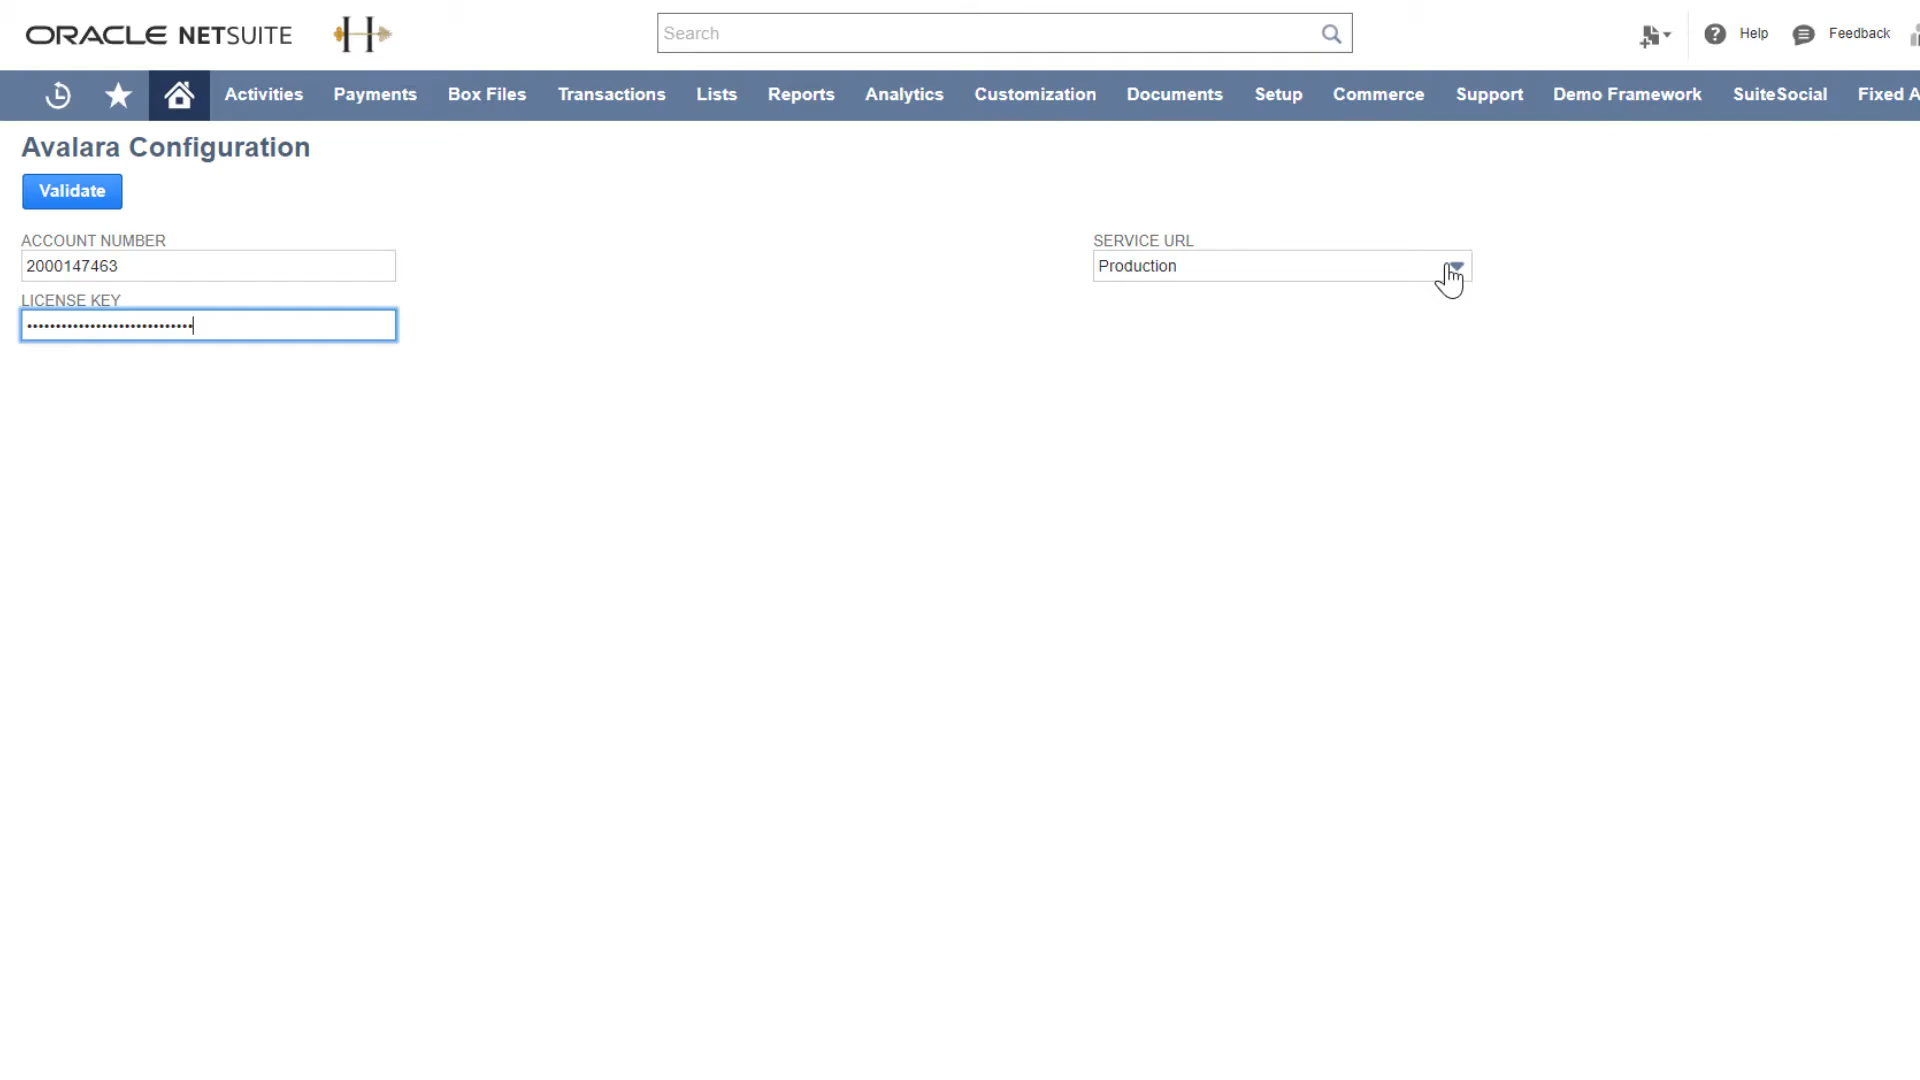 ORACLE NETSUITE
H
Search
Help
Feedback
Activities
Payments
Box Files
Transactions
Lists
Reports
Analytics
Customization
Documents
Setup
Commerce
Support
Demo Framework
SuiteSocial
Fixed A
Avalara Configuration
Validate
ACCOUNT NUMBER
SERVICE URL
2000147463
Production
LICENSE KEY